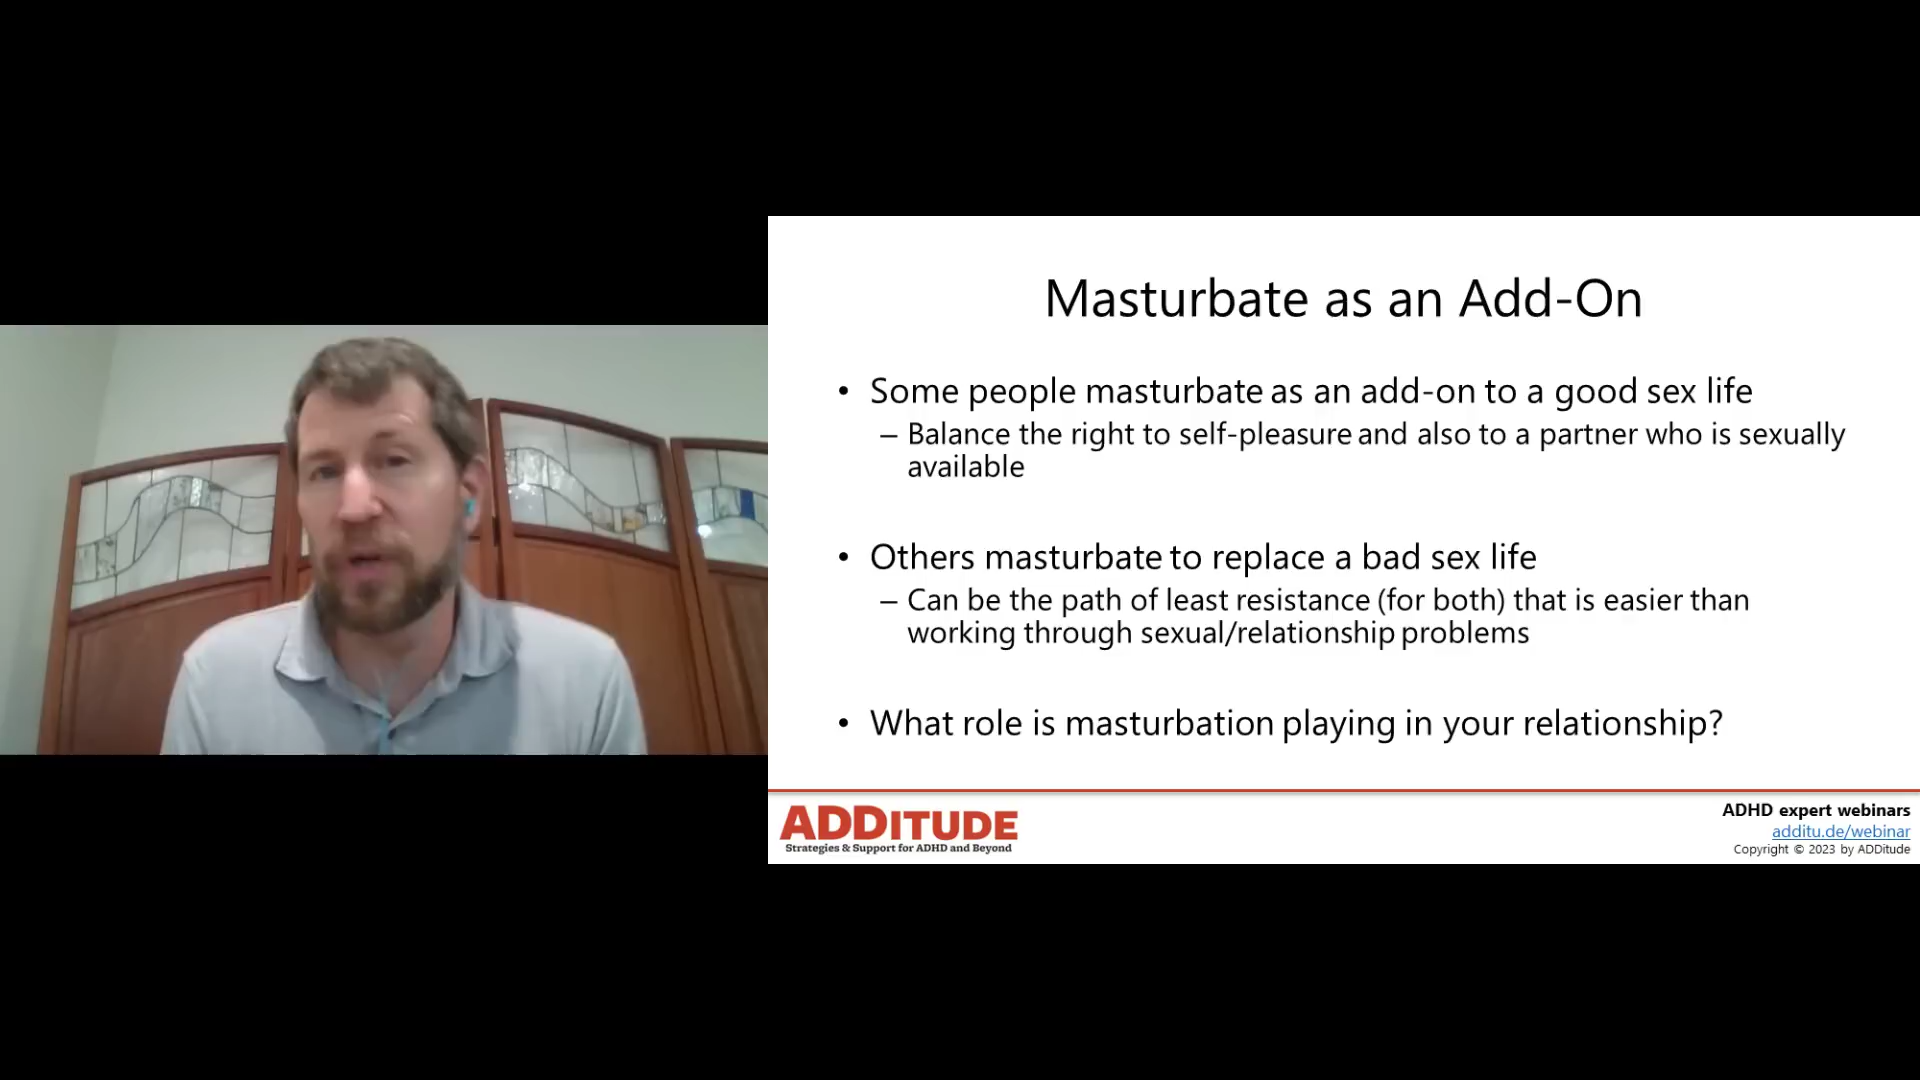 Masturbate as an Add-On
• Some people masturbate as an add-on to a good sex life
– Balance the right to self-pleasure and also to a partner who is sexually
available
• Others masturbate to replace a bad sex life
– Can be the path of least resistance (for both) that is easier than
working through sexual/relationship problems
• What role is masturbation playing in your relationship?
ADDITUDE
Strategies & Support for ADHD and Beyond
ADHD expert webinars
additu.de/webinar
Copyright © 2023 by ADDitude